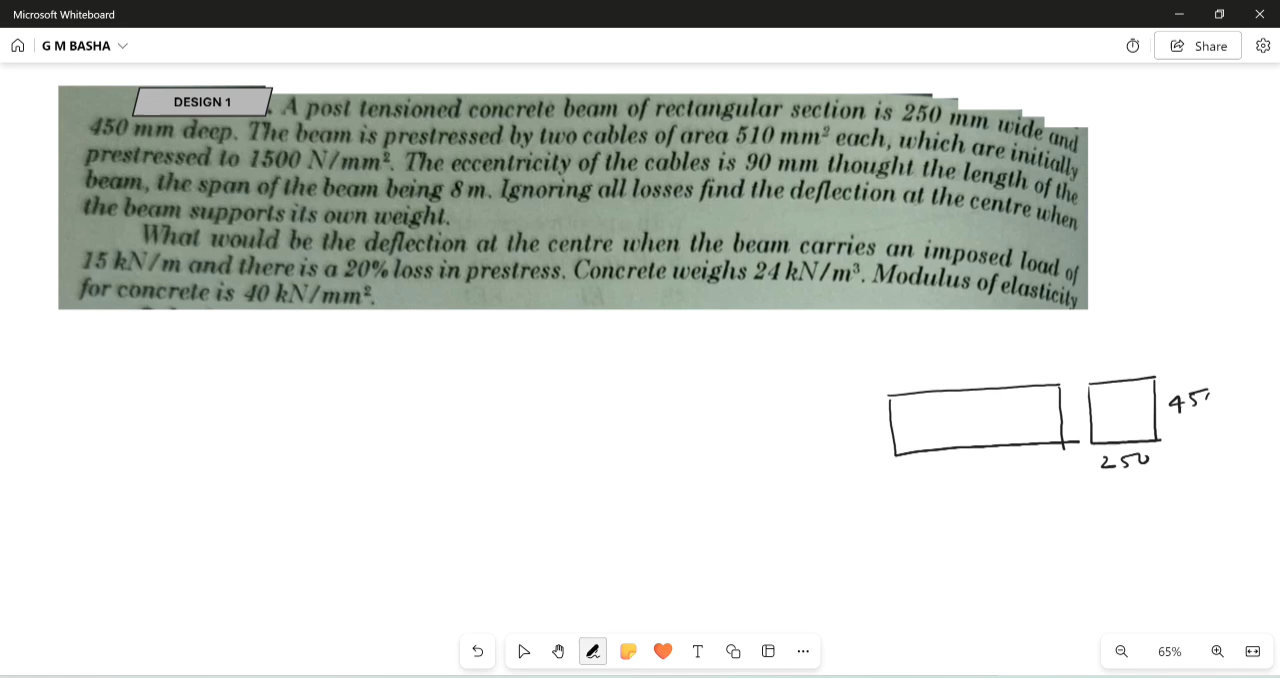 Microsoft Whiteboard
G M BASHA
Share
DESIGN 1
. A post tensioned concrete beam of rectangular section is 250 mm wide and
450 mm deep. The beam is prestressed by two cables of area 510 mm² each, which are initially
prestressed to 1500 N/mm². The eccentricity of the cables is 90 mm thought the length of the
beam, the span of the beam being 8 m. Ignoring all losses find the deflection at the centre when
the beam supports its own weight.
What would be the deflection at the centre when the beam carries an imposed load of
15 kN/m and there is a 20% loss in prestress. Concrete weighs 24 kN/m³. Modulus of elasticity
for concrete is 40 kN/mm².
45
250
65%